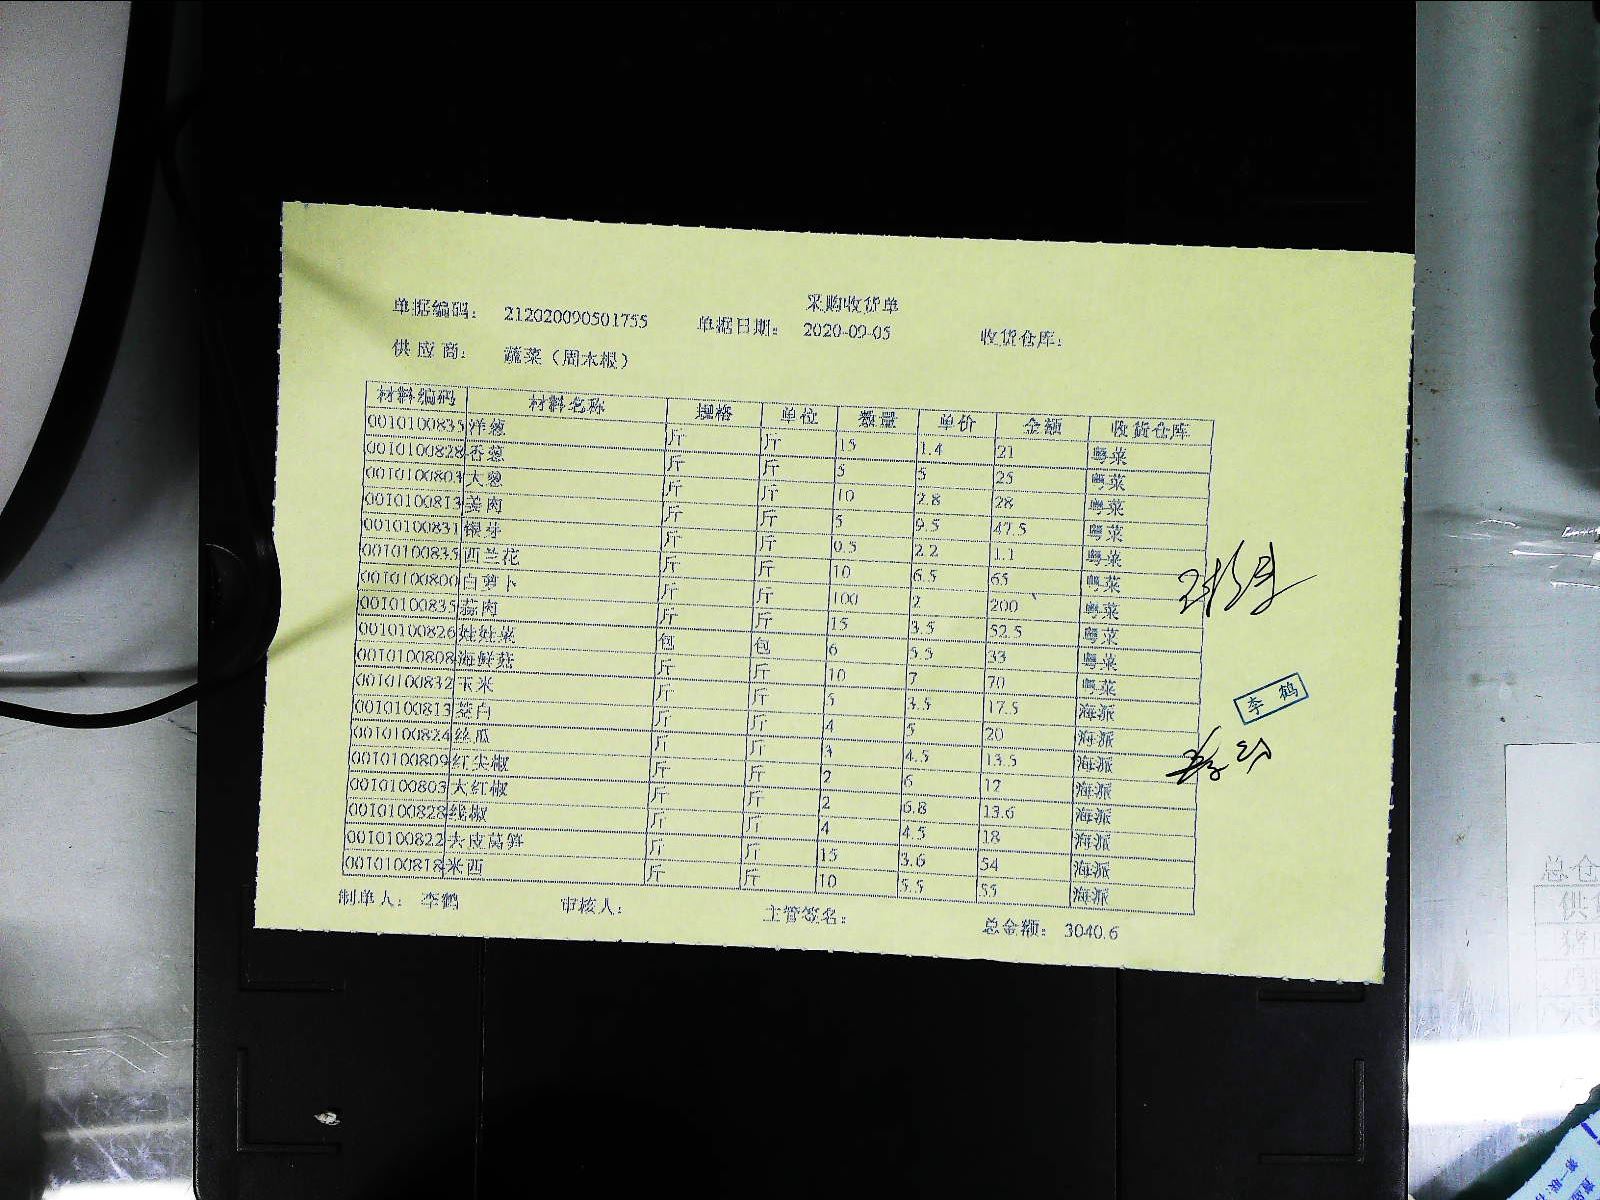 采购收货单
单据编码： 212020090501755 单据日期： 2020-09-05 收货仓库：
供 应 商： 蔬菜（周木根）
材料编码 材料名称 规格 单位 数量 单价 金额 收货仓库
0010100835 洋葱 斤 斤 15 1.4 21 粤菜
0010100828 香葱 斤 斤 5 5 25 粤菜
0010100803 大葱 斤 斤 10 2.8 28 粤菜
0010100813 姜肉 斤 斤 5 9.5 47.5 粤菜
0010100831 银芽 斤 斤 0.5 2.2 1.1 粤菜
0010100835 西兰花 斤 斤 10 6.5 65 粤菜
0010100800 白萝卜 斤 斤 100 2 200 粤菜
0010100835 蒜肉 斤 斤 15 3.5 52.5 粤菜
0010100826 娃娃菜 包 包 6 5.5 33 粤菜
0010100808 海鲜菇 斤 斤 10 7 70 粤菜
0010100832 玉米 斤 斤 5 3.5 17.5 海派
0010100813 茭白 斤 斤 4 5 20 海派
0010100824 丝瓜 斤 斤 3 4.5 13.5 海派
0010100809 红尖椒 斤 斤 2 6 12 海派
0010100803 大红椒 斤 斤 2 6.8 13.6 海派
0010100828 线椒 斤 斤 4 4.5 18 海派
0010100822 去皮莴笋 斤 斤 15 3.6 54 海派
0010100818 米西 斤 斤 10 5.5 55 海派
制单人： 李鹤 审核人： 主管签名： 总金额： 3040.6
李鹤
总仓